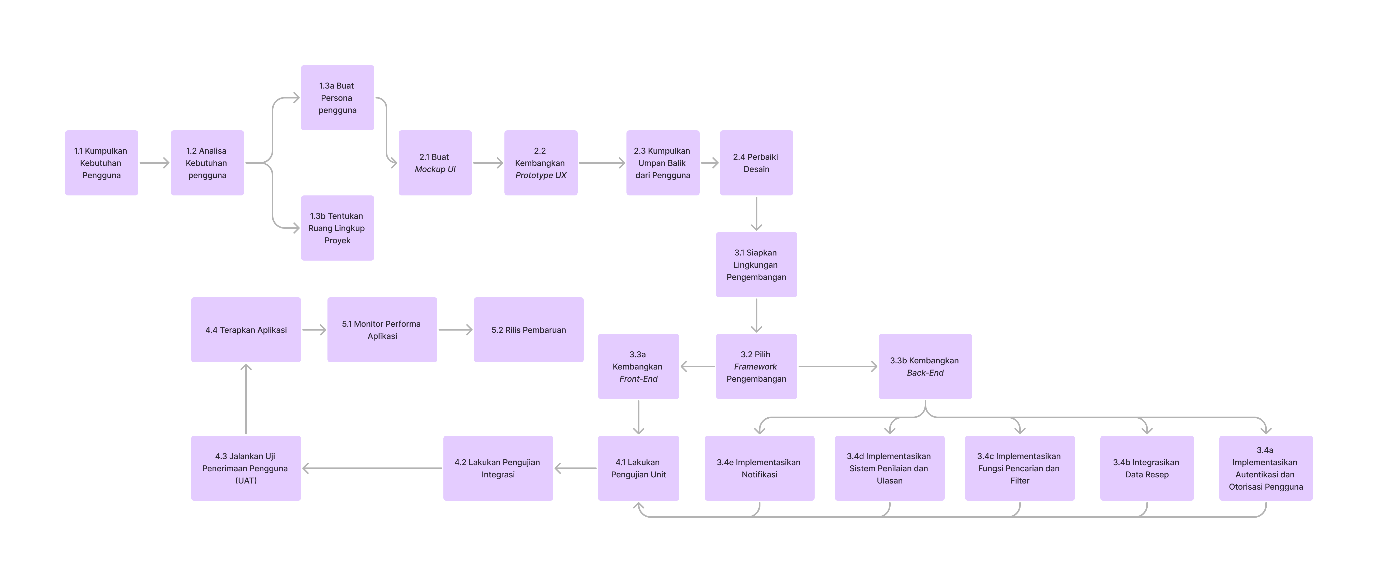 1.3a Buat
Persona
pengguna
1.1 Kumpulkan
Kebutuhan
Pengguna
1.2 Analisa
Kebutuhan
pengguna
2.1 Buat
Mockup UI
2.2
Kembangkan
Prototype UX
2.3 Kumpulkan
Umpan Balik
dari Pengguna
2.4 Perbaiki
Desain
1.3b Tentukan
Ruang Lingkup
Proyek
3.1 Siapkan
Lingkungan
Pengembangan
4.4 Terapkan Aplikasi
5.1 Monitor Performa
Aplikasi
5.2 Rilis Pembaruan
3.3a
Kembangkan
Front-End
3.2 Pilih
Framework
Pengembangan
3.3b Kembangkan
Back-End
4.3 Jalankan Uji
Penerimaan Pengguna
(UAT)
4.2 Lakukan Pengujian
Integrasi
4.1 Lakukan
Pengujian Unit
3.4e Implementasikan
Notifikasi
3.4d Implementasikan
Sistem Penilaian dan
Ulasan
3.4c Implementasikan
Fungsi Pencarian dan
Filter
3.4b Integrasikan
Data Resep
3.4a
Implementasikan
Autentikasi dan
Otorisasi Pengguna